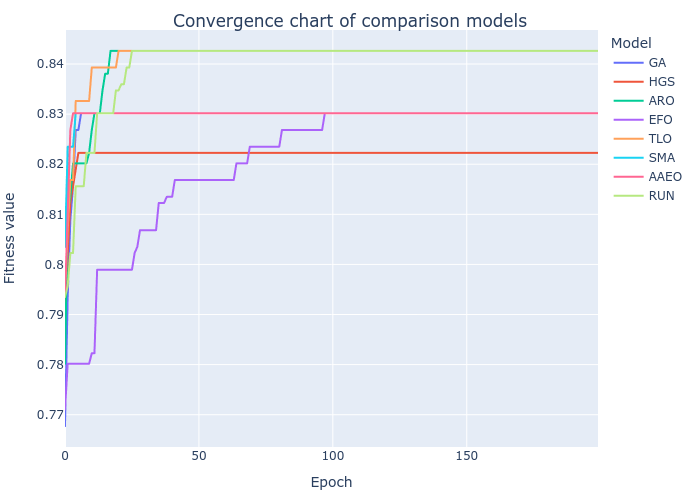 Convergence chart of comparison models
Model
GA
HGS
ARO
EFO
TLO
SMA
AAEO
RUN
Fitness value
0.84
0.83
0.82
0.81
0.8
0.79
0.78
0.77
0
50
100
150
Epoch